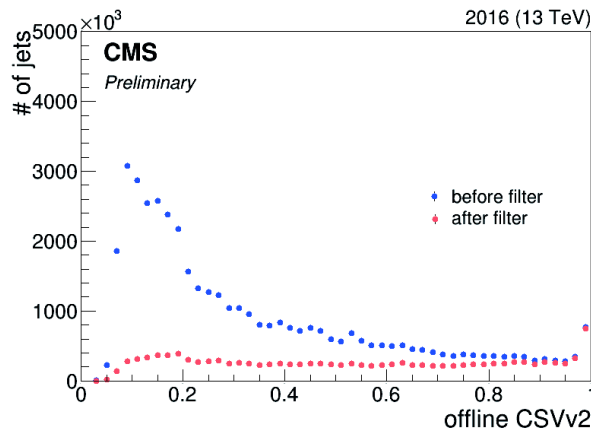 2016 (13 TeV)
×10³
# of jets
5000
4000
3000
2000
1000
0
CMS
Preliminary
before filter
after filter
0 0.2 0.4 0.6 0.8 1
offline CSVv2